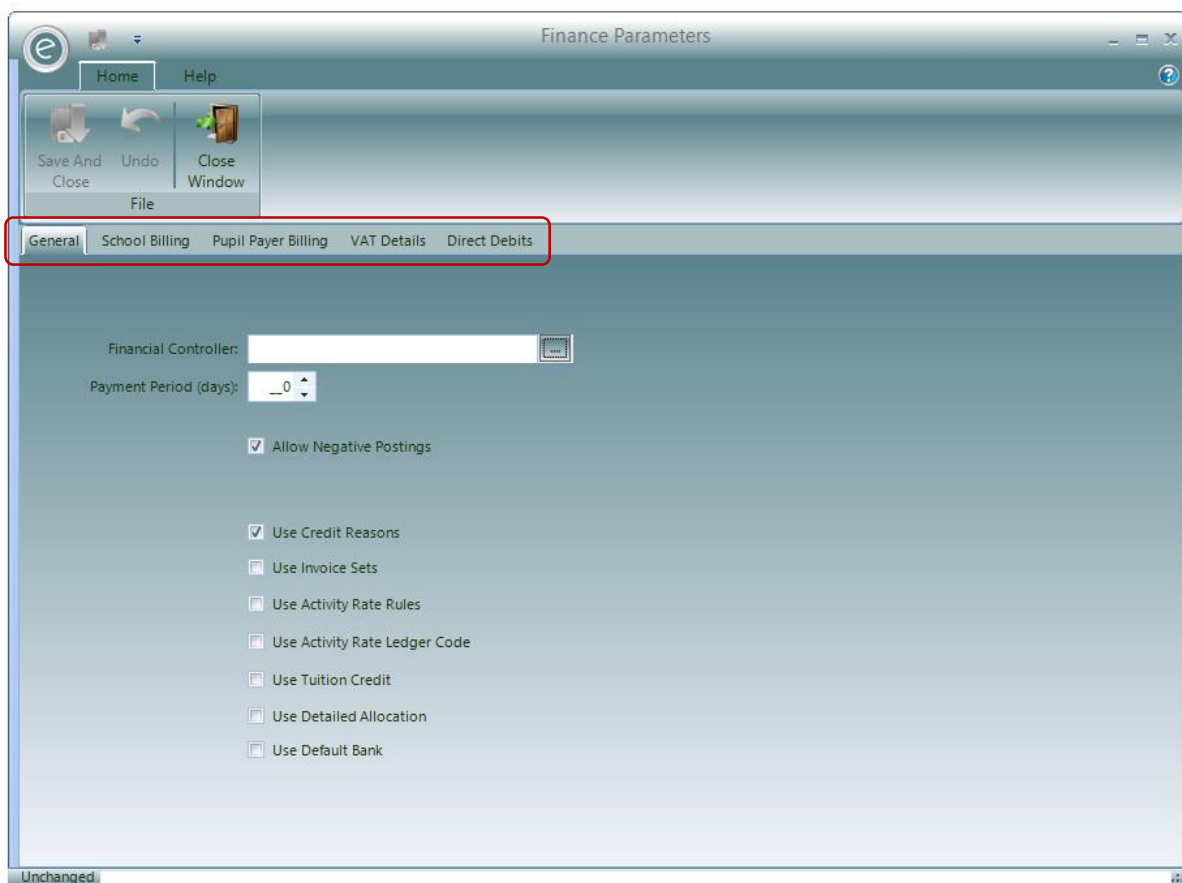 Finance Parameters
Home Help
Save And Close
Undo
Close Window
File
General School Billing Pupil Payer Billing VAT Details Direct Debits
Financial Controller: ...
Payment Period (days): __0
Allow Negative Postings
Use Credit Reasons
Use Invoice Sets
Use Activity Rate Rules
Use Activity Rate Ledger Code
Use Tuition Credit
Use Detailed Allocation
Use Default Bank
Unchanged